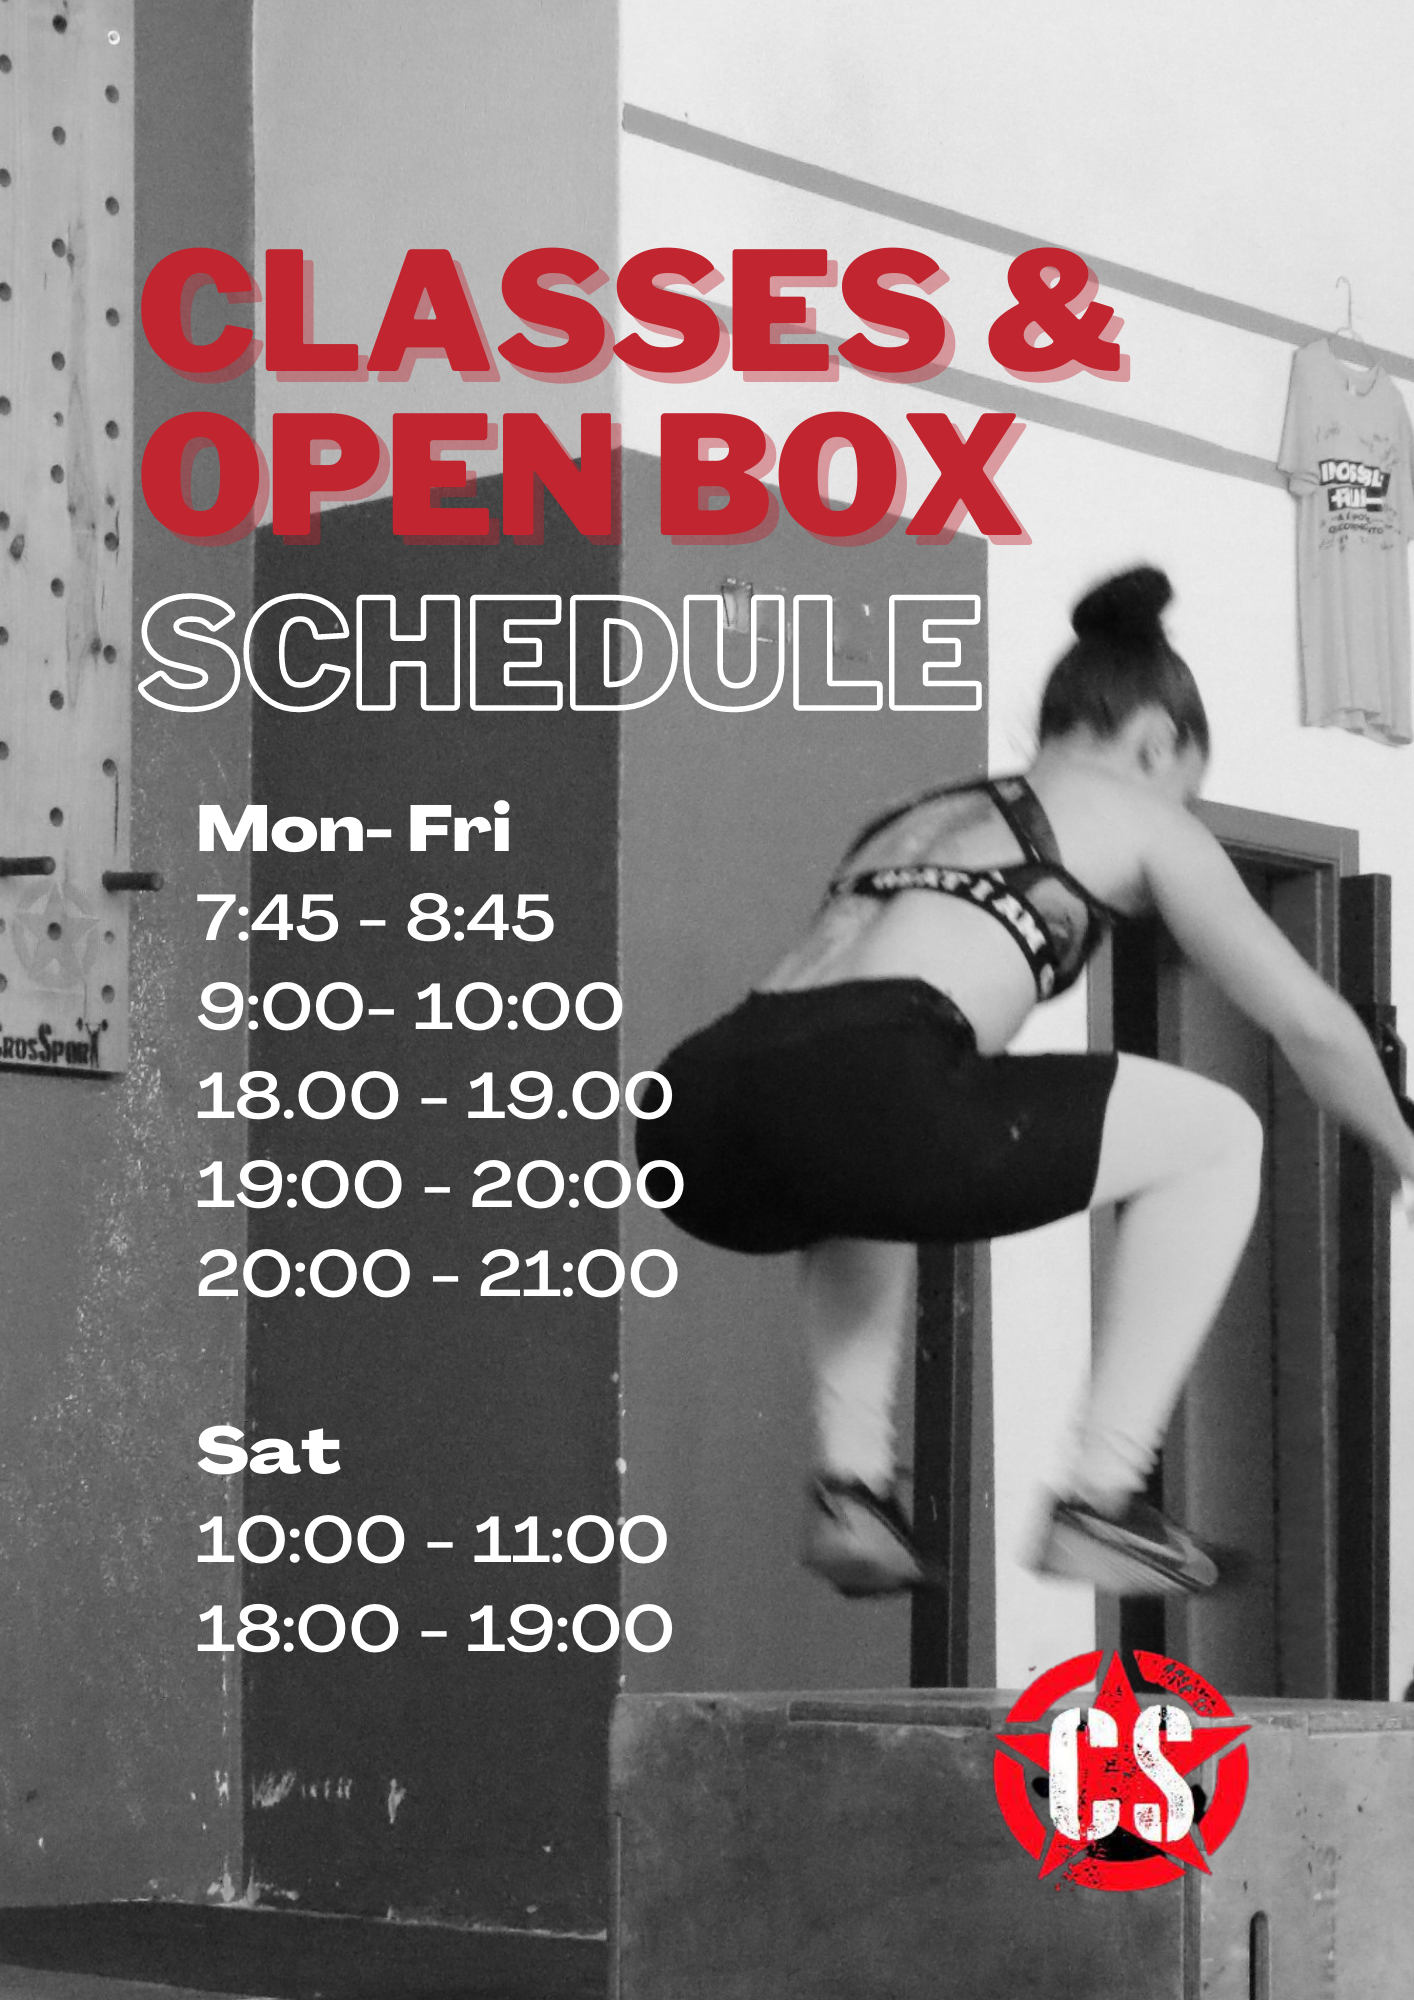 CLASSES &
OPEN BOX
SCHEDULE
Mon- Fri
7:45 - 8:45
9:00- 10:00
18.00 - 19.00
19:00 - 20:00
20:00 - 21:00
Sat
10:00 - 11:00
18:00 - 19:00
CROSSPORT
CS